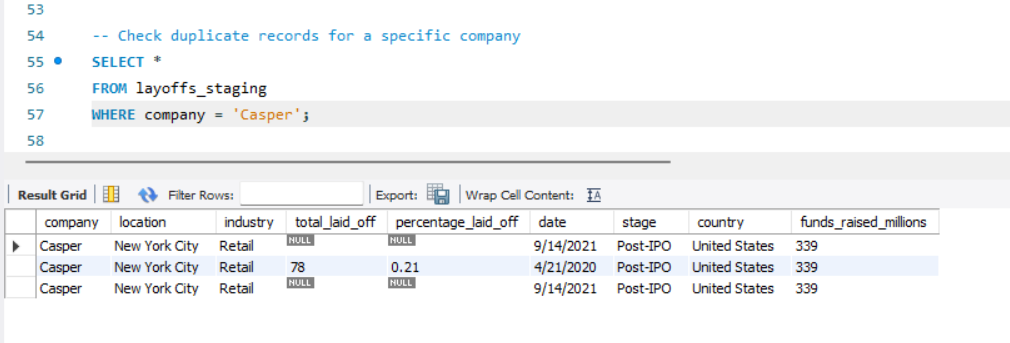 53
54 -- Check duplicate records for a specific company
55 SELECT *
56 FROM layoffs_staging
57 WHERE company = 'Casper';
58
Result Grid Filter Rows: Export: Wrap Cell Content: IA
company location industry total_laid_off percentage_laid_off date stage country funds_raised_millions
Casper New York City Retail NULL NULL 9/14/2021 Post-IPO United States 339
Casper New York City Retail 78 0.21 4/21/2020 Post-IPO United States 339
Casper New York City Retail NULL NULL 9/14/2021 Post-IPO United States 339